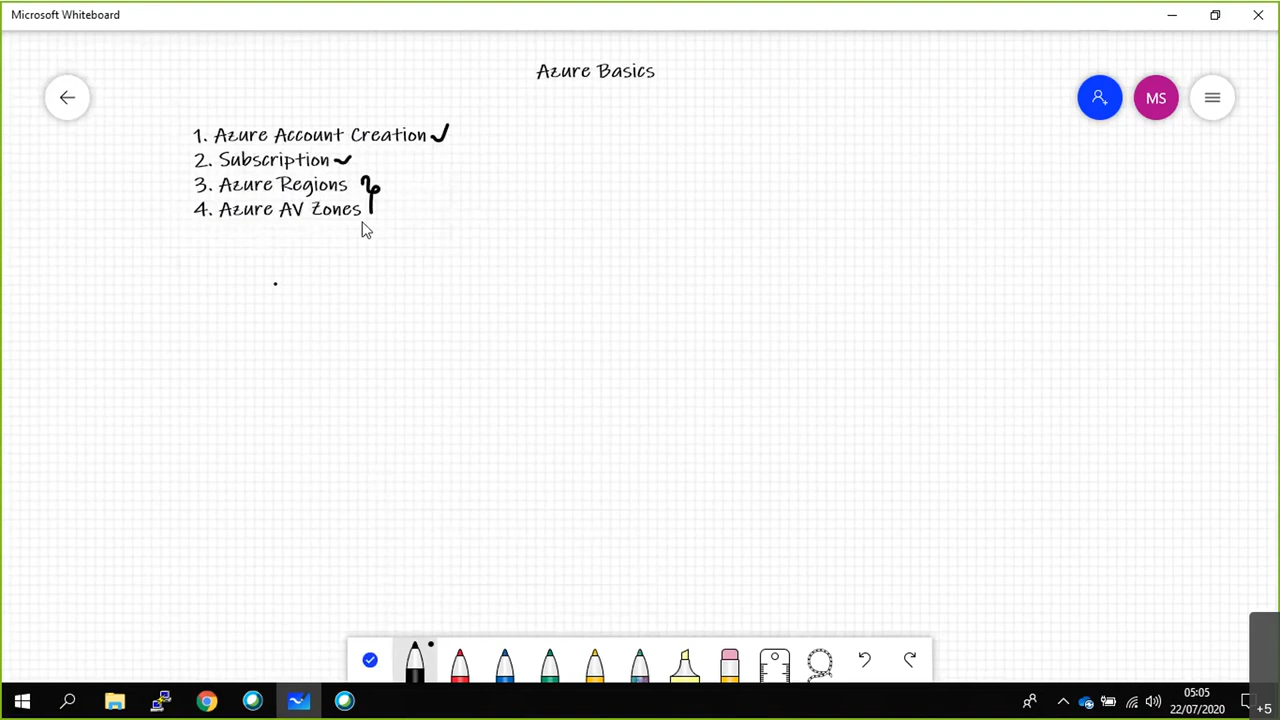 Microsoft Whiteboard
Azure Basics
MS
1. Azure Account Creation
2. Subscription
3. Azure Regions
4. Azure AV Zones
05:05
22/07/2020
+5